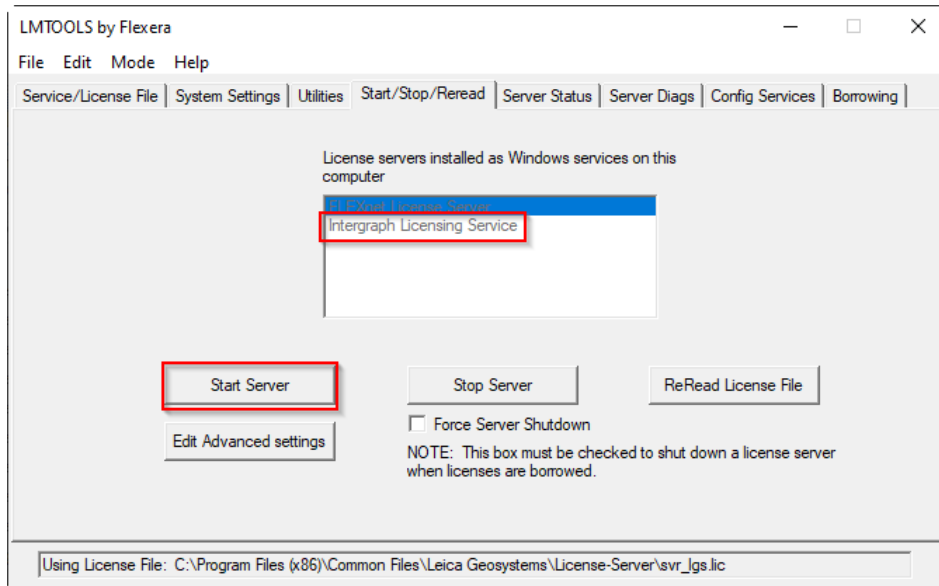 LMTOOLS by Flexera
File Edit Mode Help
Service/License File System Settings Utilities Start/Stop/Reread Server Status Server Diags Config Services Borrowing
License servers installed as Windows services on this
computer
FLEXnet License Server
Intergraph Licensing Service
Start Server Stop Server ReRead License File
Edit Advanced settings
Force Server Shutdown
NOTE: This box must be checked to shut down a license server
when licenses are borrowed.
Using License File: C:\Program Files (x86)\Common Files\Leica Geosystems\License-Server\svr_lgs.lic